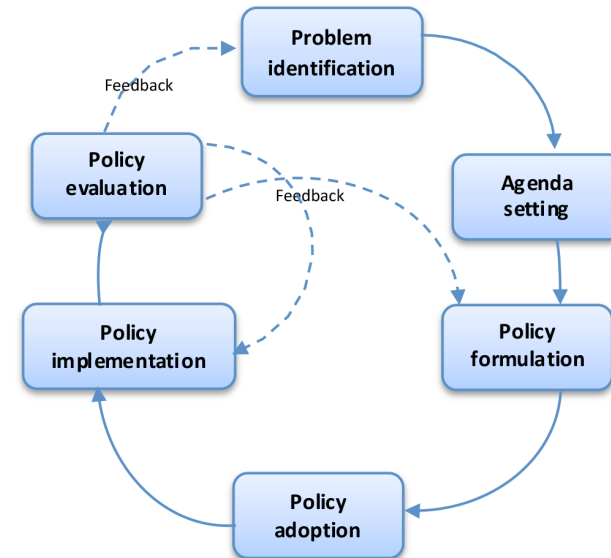 Problem
identification
Feedback
Policy
evaluation
Agenda
setting
Feedback
Policy
implementation
Policy
formulation
Policy
adoption